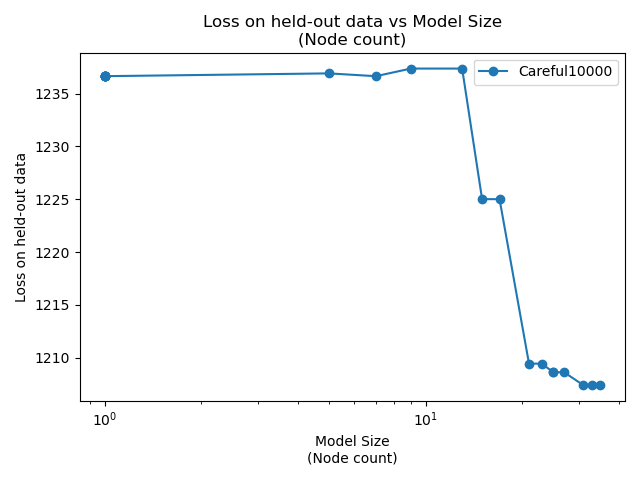 Loss on held-out data vs Model Size
(Node count)
Careful10000
Loss on held-out data
1235
1230
1225
1220
1215
1210
10⁰
10¹
Model Size
(Node count)